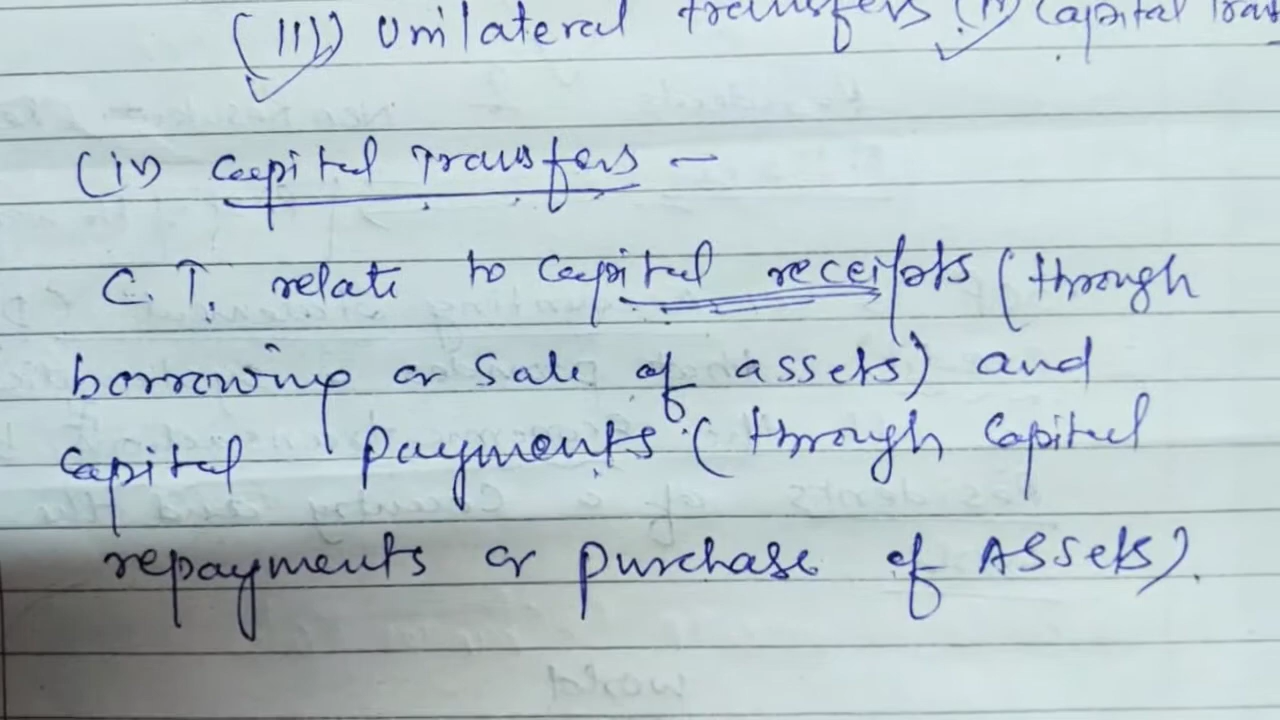 (III) Unilateral transfers (iv) Capital Tran
(iv) Capital Transfers -
C.T. relate to Capital receipts (through
borrowing or Sale of assets) and
Capital payments (through Capital
repayments or purchase of Assets).